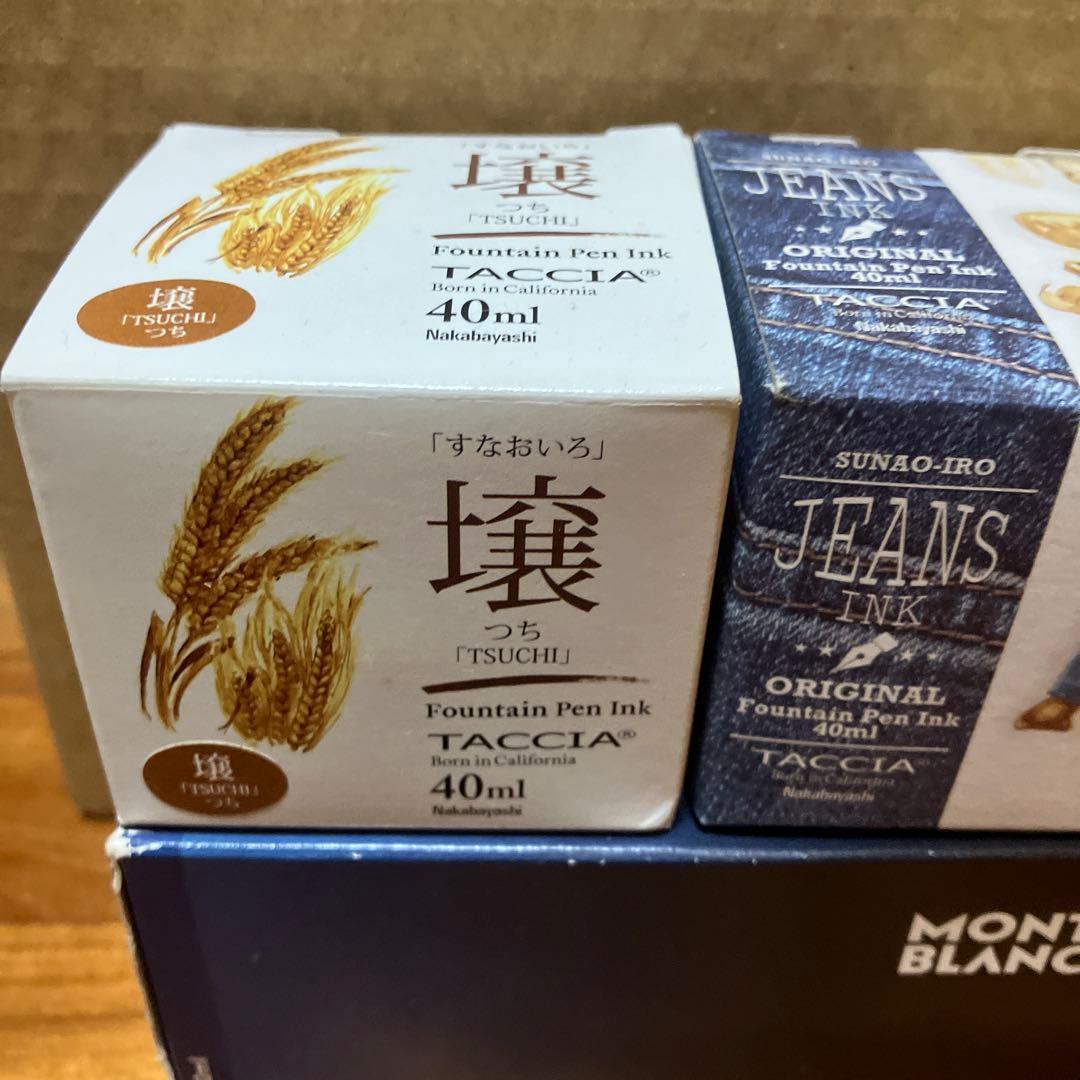 「すなおいろ」
壌
つち
「TSUCHI」
Fountain Pen Ink
TACCIA®
Born in California
40ml
Nakabayashi
壌
「TSUCHI」
つち
「すなおいろ」
壌
つち
「TSUCHI」
Fountain Pen Ink
TACCIA®
Born in California
40ml
Nakabayashi
壌
「TSUCHI」
つち
SUNAO-IRO
JEANS
INK
ORIGINAL
Fountain Pen Ink
40ml
TACCIA®
Born in California
Nakabayashi
SUNAO-IRO
JEANS
INK
ORIGINAL
Fountain Pen Ink
40ml
TACCIA®
Born in California
Nakabayashi
MONT
BLANC